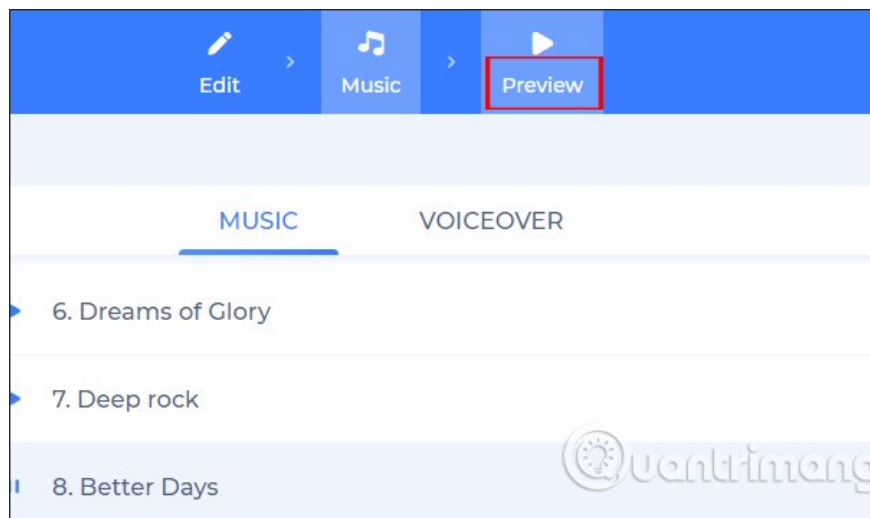 Edit > Music > Preview
MUSIC VOICEOVER
6. Dreams of Glory
7. Deep rock
8. Better Days
Quantrimang